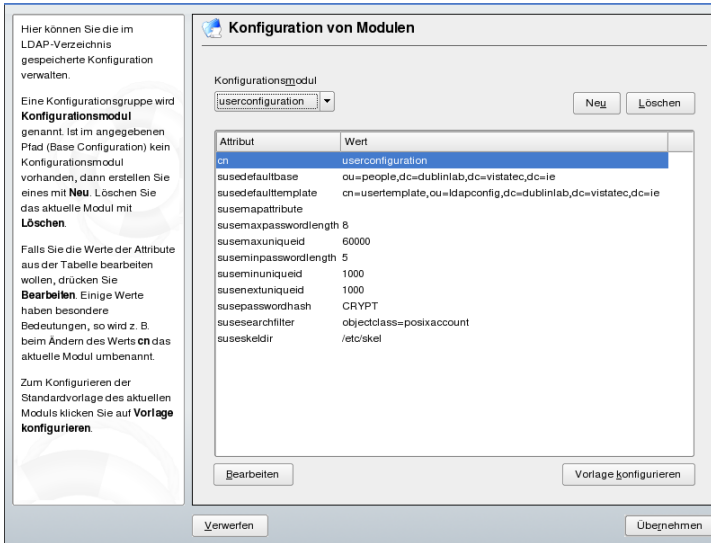 Hier können Sie die im
LDAP-Verzeichnis
gespeicherte Konfiguration
verwalten.
Eine Konfigurationsgruppe wird
Konfigurationsmodul
genannt. Ist im angegebenen
Pfad (Base Configuration) kein
Konfigurationsmodul
vorhanden, dann erstellen Sie
eines mit Neu. Löschen Sie
das aktuelle Modul mit
Löschen.
Falls Sie die Werte der Attribute
aus der Tabelle bearbeiten
wollen, drücken Sie
Bearbeiten. Einige Werte
haben besondere
Bedeutungen, so wird z. B.
beim Ändern des Werts cn das
aktuelle Modul umbenannt.
Zum Konfigurieren der
Standardvorlage des aktuellen
Moduls klicken Sie auf Vorlage
konfigurieren.
Konfiguration von Modulen
Konfigurationsmodul
userconfiguration
Neu Löschen
Attribut Wert
cn userconfiguration
susedefaultbase ou=people,dc=dublinlab,dc=vistatec,dc=ie
susedefaulttemplate cn=usertemplate,ou=ldapconfig,dc=dublinlab,dc=vistatec,dc=ie
susemapattribute
susemaxpasswordlength 8
susemaxuniqueid 60000
suseminpasswordlength 5
suseminuniqueid 1000
susenextuniqueid 1000
susepasswordhash CRYPT
susesearchfilter objectclass=posixaccount
suseskeldir /etc/skel
Bearbeiten Vorlage konfigurieren
Verwerfen Übernehmen